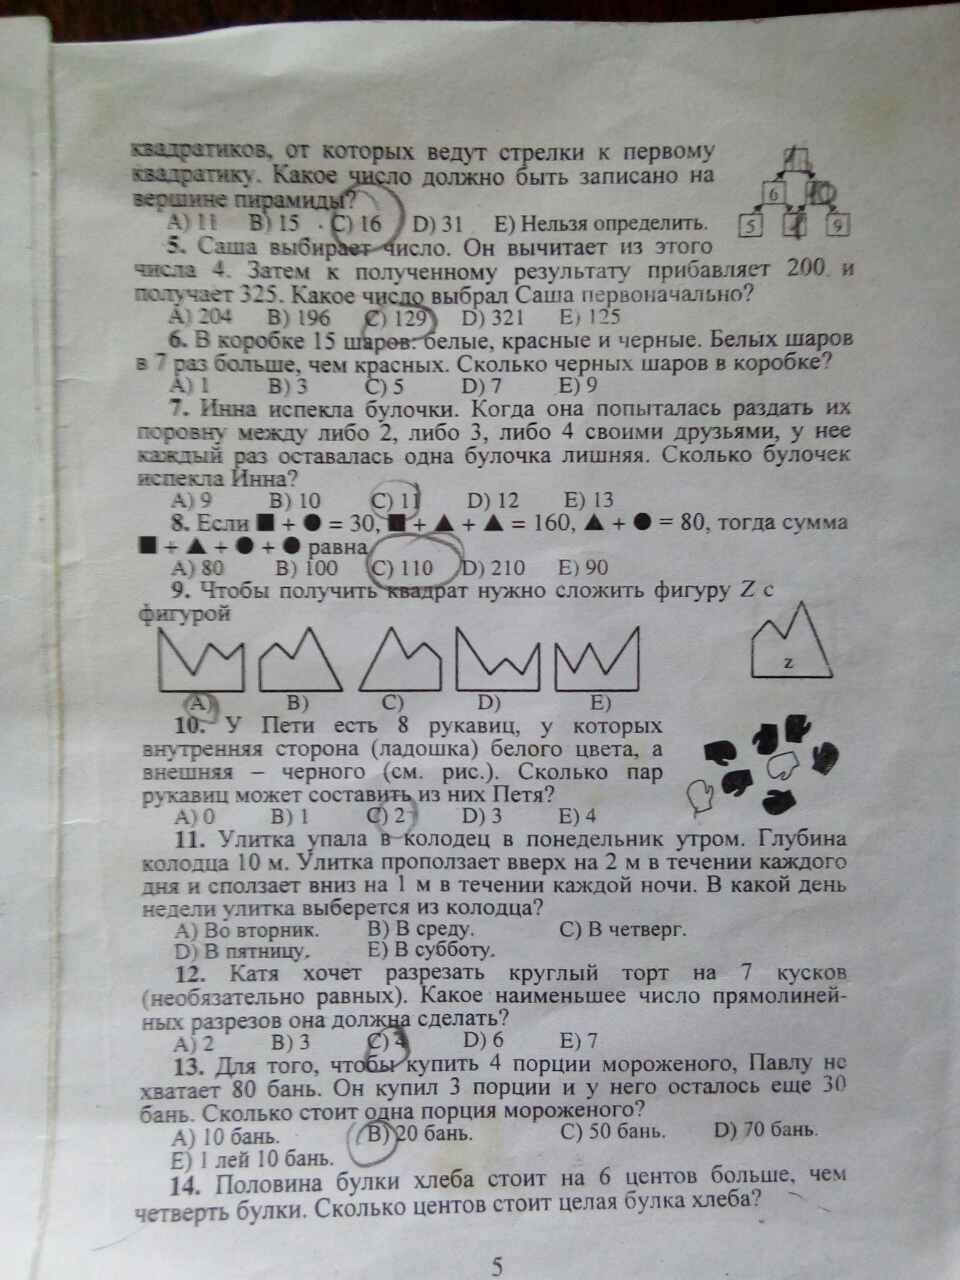 квадратиков, от которых ведут стрелки к первому
квадратику. Какое число должно быть записано на
вершине пирамиды?
A) 11 B) 15 C) 16 D) 31 E) Нельзя определить.
6
5 9
5. Саша выбирает число. Он вычитает из этого
числа 4. Затем к полученному результату прибавляет 200 и
получает 325. Какое число выбрал Саша первоначально?
A) 204 B) 196 C) 129 D) 321 E) 125
6. В коробке 15 шаров: белые, красные и черные. Белых шаров
в 7 раз больше, чем красных. Сколько черных шаров в коробке?
A) 1 B) 3 C) 5 D) 7 E) 9
7. Инна испекла булочки. Когда она попыталась раздать их
поровну между либо 2, либо 3, либо 4 своими друзьями, у нее
каждый раз оставалась одна булочка лишняя. Сколько булочек
испекла Инна?
A) 9 B) 10 C) 11 D) 12 E) 13
8. Если ■ + ● = 30, ■ + ▲ + ▲ = 160, ▲ + ● = 80, тогда сумма
■ + ▲ + ● + ● равна
A) 80 B) 100 C) 110 D) 210 E) 90
9. Чтобы получить квадрат нужно сложить фигуру Z с
фигурой
z
A) B) C) D) E)
10. У Пети есть 8 рукавиц, у которых
внутренняя сторона (ладошка) белого цвета, а
внешняя – черного (см. рис.). Сколько пар
рукавиц может составить из них Петя?
A) 0 B) 1 C) 2 D) 3 E) 4
11. Улитка упала в колодец в понедельник утром. Глубина
колодца 10 м. Улитка проползает вверх на 2 м в течении каждого
дня и сползает вниз на 1 м в течении каждой ночи. В какой день
недели улитка выберется из колодца?
A) Во вторник. B) В среду. C) В четверг.
D) В пятницу. E) В субботу.
12. Катя хочет разрезать круглый торт на 7 кусков
(необязательно равных). Какое наименьшее число прямолиней-
ных разрезов она должна сделать?
A) 2 B) 3 C) 4 D) 6 E) 7
13. Для того, чтобы купить 4 порции мороженого, Павлу не
хватает 80 бань. Он купил 3 порции и у него осталось еще 30
бань. Сколько стоит одна порция мороженого?
A) 10 бань. B) 20 бань. C) 50 бань. D) 70 бань.
E) 1 лей 10 бань.
14. Половина булки хлеба стоит на 6 центов больше, чем
четверть булки. Сколько центов стоит целая булка хлеба?
5